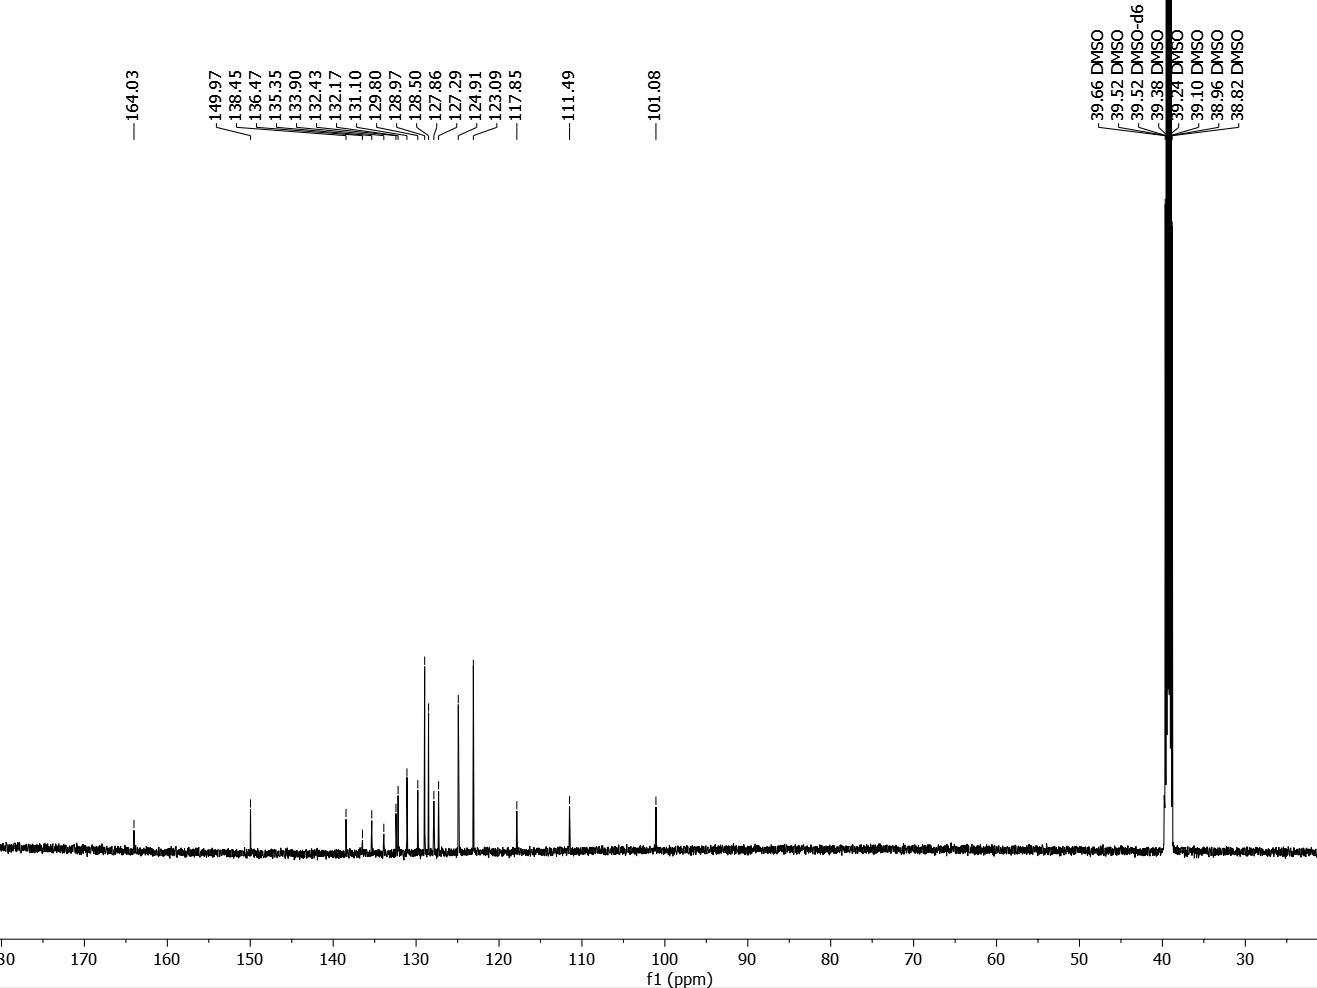 164.03
149.97
138.45
136.47
135.35
133.90
132.43
132.17
131.10
129.80
128.97
128.50
127.86
127.29
124.91
123.09
117.85
111.49
101.08
39.66 DMSO
39.52 DMSO
39.52 DMSO-d6
39.38 DMSO
39.24 DMSO
39.10 DMSO
38.96 DMSO
38.82 DMSO
80 170 160 150 140 130 120 110 100 90 80 70 60 50 40 30
f1 (ppm)